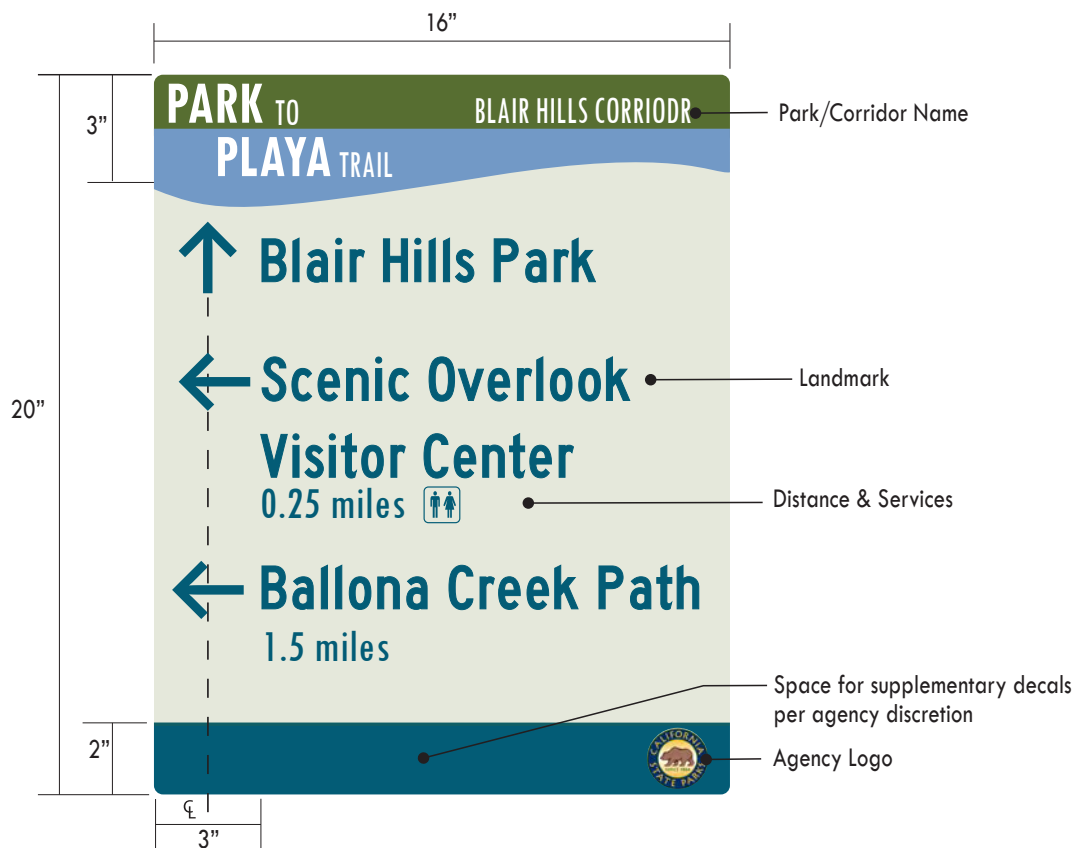 16”
PARK TO
BLAIR HILLS CORRIODR
Park/Corridor Name
3”
PLAYA TRAIL
Blair Hills Park
20”
Scenic Overlook
Landmark
Visitor Center
0.25 miles
Distance & Services
Ballona Creek Path
1.5 miles
Space for supplementary decals
per agency discretion
2”
CALIFORNIA
STATE PARKS
Agency Logo
℄
3”